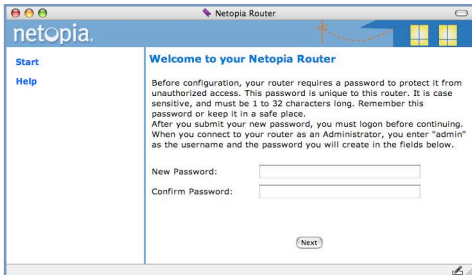 Netopia Router
netopia.
Start
Help
Welcome to your Netopia Router
Before configuration, your router requires a password to protect it from
unauthorized access. This password is unique to this router. It is case
sensitive, and must be 1 to 32 characters long. Remember this
password or keep it in a safe place.
After you submit your new password, you must logon before continuing.
When you connect to your router as an Administrator, you enter "admin"
as the username and the password you will create in the fields below.
New Password:
Confirm Password:
Next